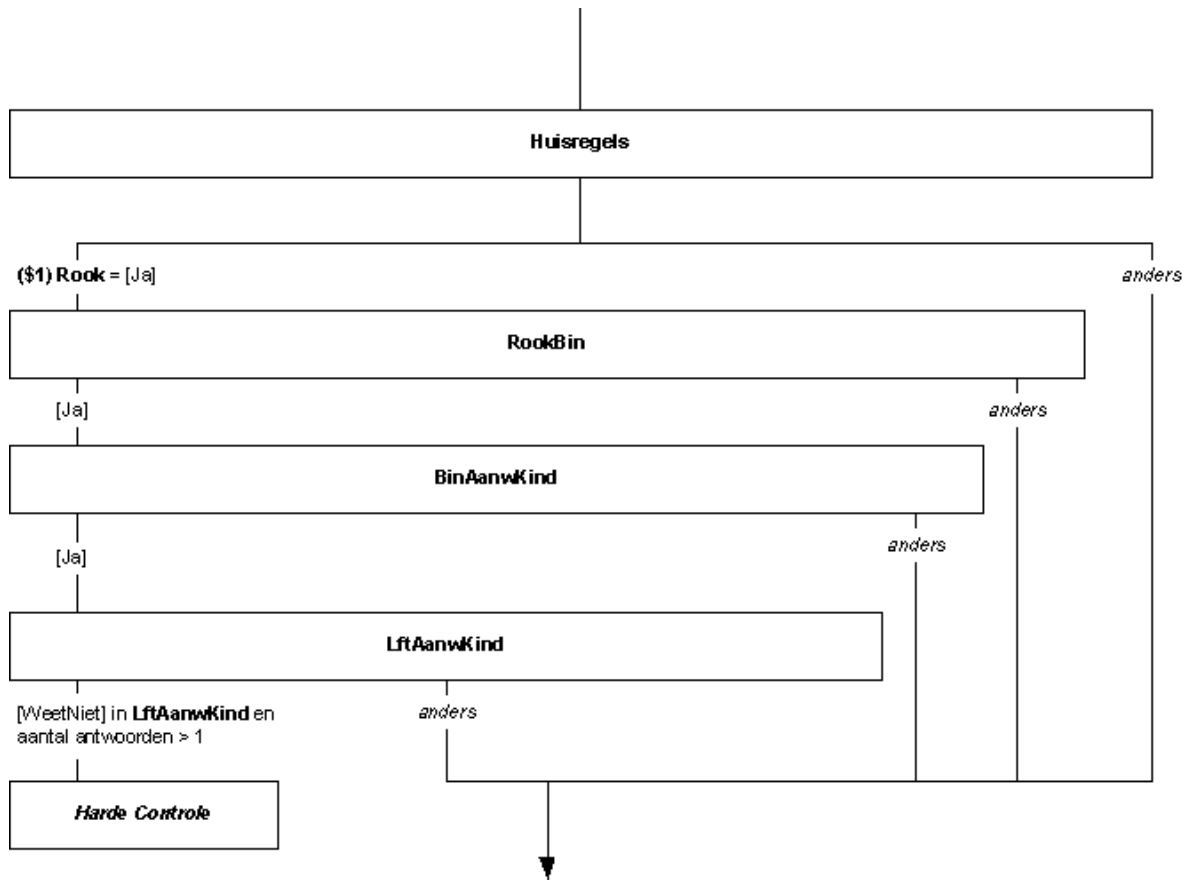 Huisregels
($1) Rook = [Ja]
anders
RookBin
[Ja]
anders
BinAanwKind
[Ja]
anders
LftAanwKind
[WeetNiet] in LftAanwKind en
aantal antwoorden > 1
anders
Harde Controle